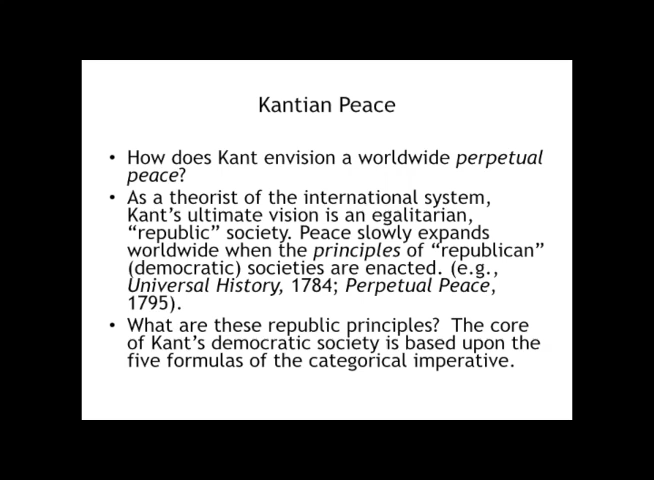 Kantian Peace
• How does Kant envision a worldwide perpetual
peace?
• As a theorist of the international system,
Kant's ultimate vision is an egalitarian,
“republic” society. Peace slowly expands
worldwide when the principles of “republican”
(democratic) societies are enacted. (e.g.,
Universal History, 1784; Perpetual Peace,
1795).
• What are these republic principles?  The core
of Kant's democratic society is based upon the
five formulas of the categorical imperative.